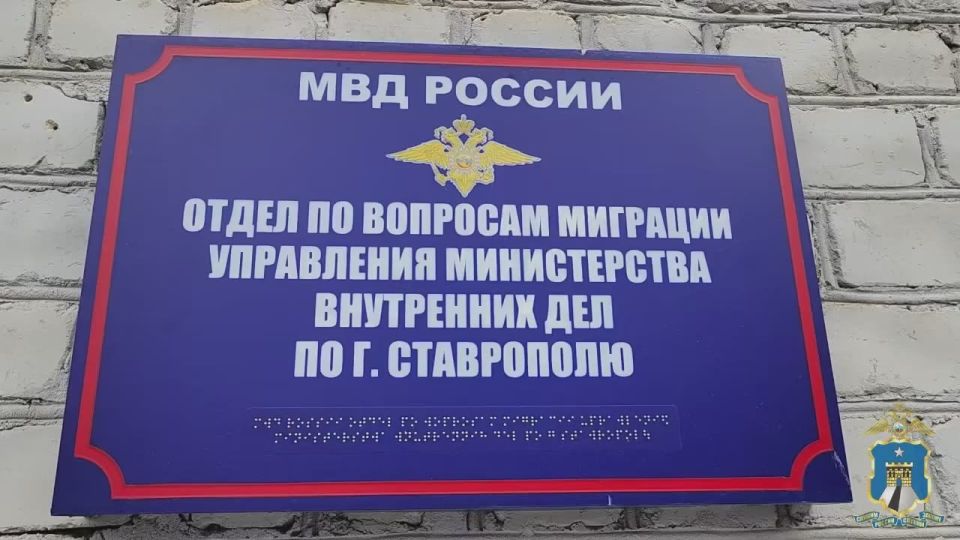 МВД РОССИИ
ОТДЕЛ ПО ВОПРОСАМ МИГРАЦИИ
УПРАВЛЕНИЯ МИНИСТЕРСТВА
ВНУТРЕННИХ ДЕЛ
ПО Г. СТАВРОПОЛЮ